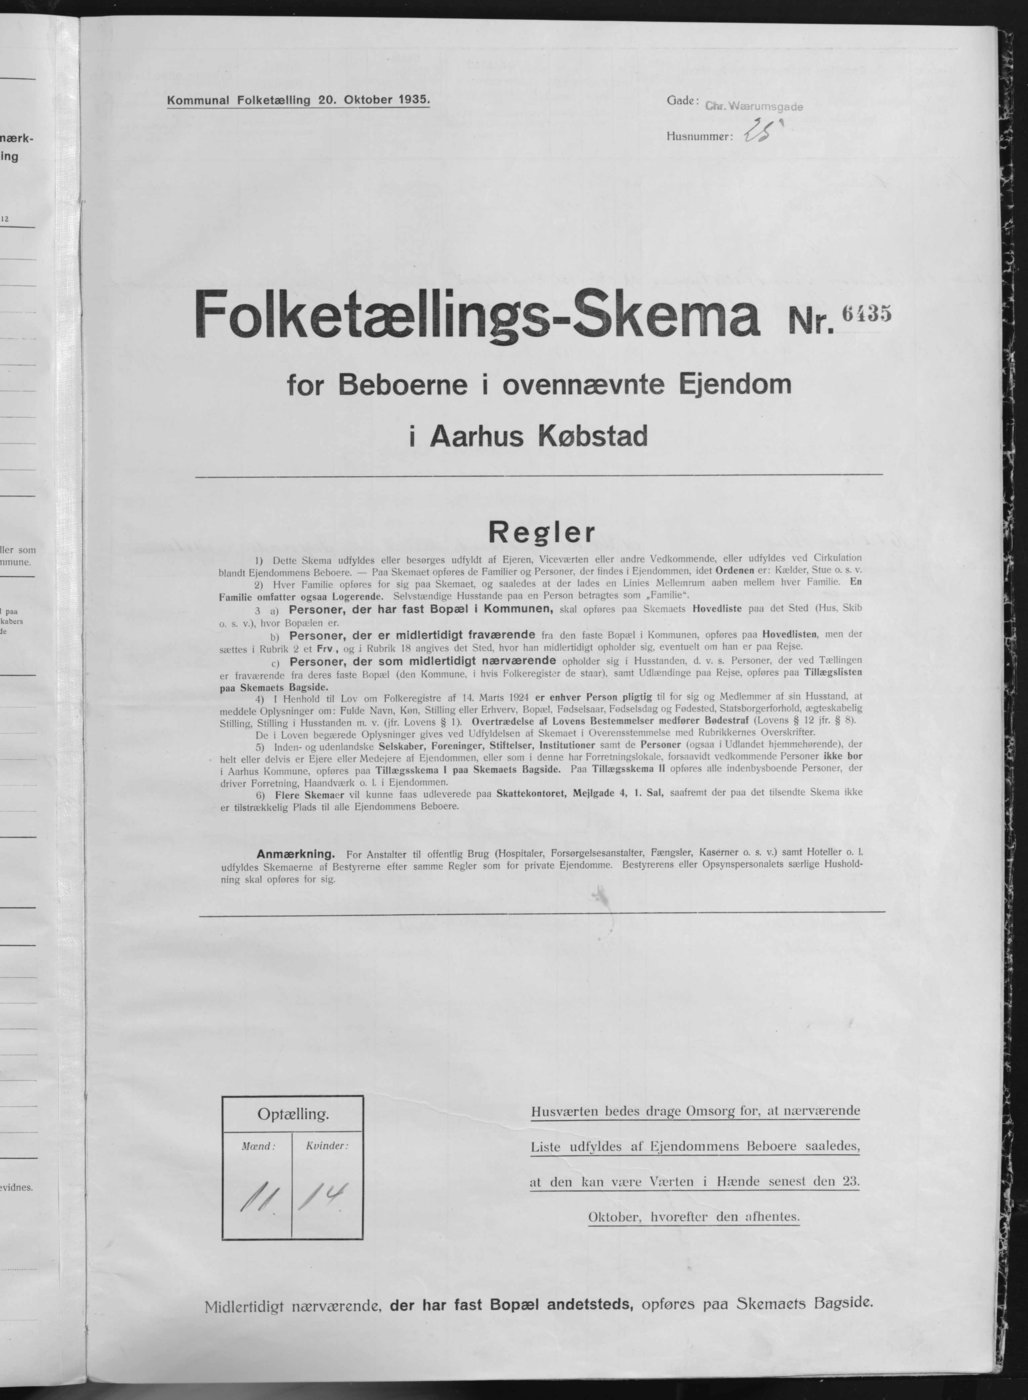 nærk-
ing
12
ller som
mmune.
l paa
kabers
de
evidnes.
Kommunal Folketælling 20. Oktober 1935.
Gade: Chr. Wærumsgade
Husnummer: 25
Folketællings-Skema Nr. 6435
for Beboerne i ovennævnte Ejendom
i Aarhus Købstad
Regler
1) Dette Skema udfyldes eller besørges udfyldt af Ejeren, Viceværten eller andre Vedkommende, eller udfyldes ved Cirkulation
blandt Ejendommens Beboere. — Paa Skemaet opføres de Familier og Personer, der findes i Ejendommen, idet Ordenen er: Kælder, Stue o. s. v.
2) Hver Familie opføres for sig paa Skemaet, og saaledes at der lades en Linies Mellemrum aaben mellem hver Familie. En
Familie omfatter ogsaa Logerende. Selvstændige Husstande paa en Person betragtes som „Familie".
3 a) Personer, der har fast Bopæl i Kommunen, skal opføres paa Skemaets Hovedliste paa det Sted (Hus, Skib
o. s. v.), hvor Bopælen er.
b) Personer, der er midlertidigt fraværende fra den faste Bopæl i Kommunen, opføres paa Hovedlisten, men der
sættes i Rubrik 2 et Frv., og i Rubrik 18 angives det Sted, hvor han midlertidigt opholder sig, eventuelt om han er paa Rejse.
c) Personer, der som midlertidigt nærværende opholder sig i Husstanden, d. v. s. Personer, der ved Tællingen
er fraværende fra deres faste Bopæl (den Kommune, i hvis Folkeregister de staar), samt Udlændinge paa Rejse, opføres paa Tillægslisten
paa Skemaets Bagside.
4) I Henhold til Lov om Folkeregistre af 14. Marts 1924 er enhver Person pligtig til for sig og Medlemmer af sin Husstand, at
meddele Oplysninger om: Fulde Navn, Køn, Stilling eller Erhverv, Bopæl, Fødselsaar, Fødselsdag og Fødested, Statsborgerforhold, ægteskabelig
Stilling, Stilling i Husstanden m. v. (jfr. Lovens § 1). Overtrædelse af Lovens Bestemmelser medfører Bødestraf (Lovens § 12 jfr. § 8).
De i Loven begærede Oplysninger gives ved Udfyldelsen af Skemaet i Overensstemmelse med Rubrikkernes Overskrifter.
5) Inden- og udenlandske Selskaber, Foreninger, Stiftelser, Institutioner samt de Personer (ogsaa i Udlandet hjemmehørende), der
helt eller delvis er Ejere eller Medejere af Ejendommen, eller som i denne har Forretningslokale, forsaavidt vedkommende Personer ikke bor
i Aarhus Kommune, opføres paa Tillægsskema I paa Skemaets Bagside. Paa Tillægsskema II opføres alle indenbysboende Personer, der
driver Forretning, Haandværk o. l. i Ejendommen.
6) Flere Skemaer vil kunne faas udleverede paa Skattekontoret, Mejlgade 4, 1. Sal, saafremt der paa det tilsendte Skema ikke
er tilstrækkelig Plads til alle Ejendommens Beboere.
Anmærkning. For Anstalter til offentlig Brug (Hospitaler, Forsørgelsesanstalter, Fængsler, Kaserner o. s. v.) samt Hoteller o. l.
udfyldes Skemaerne af Bestyrerne efter samme Regler som for private Ejendomme. Bestyrerens eller Opsynspersonalets særlige Hushold-
ning skal opføres for sig.
Optælling.
Mænd: Kvinder:
11. 14.
Husværten bedes drage Omsorg for, at nærværende
Liste udfyldes af Ejendommens Beboere saaledes,
at den kan være Værten i Hænde senest den 23.
Oktober, hvorefter den afhentes.
Midlertidigt nærværende, der har fast Bopæl andetsteds, opføres paa Skemaets Bagside.